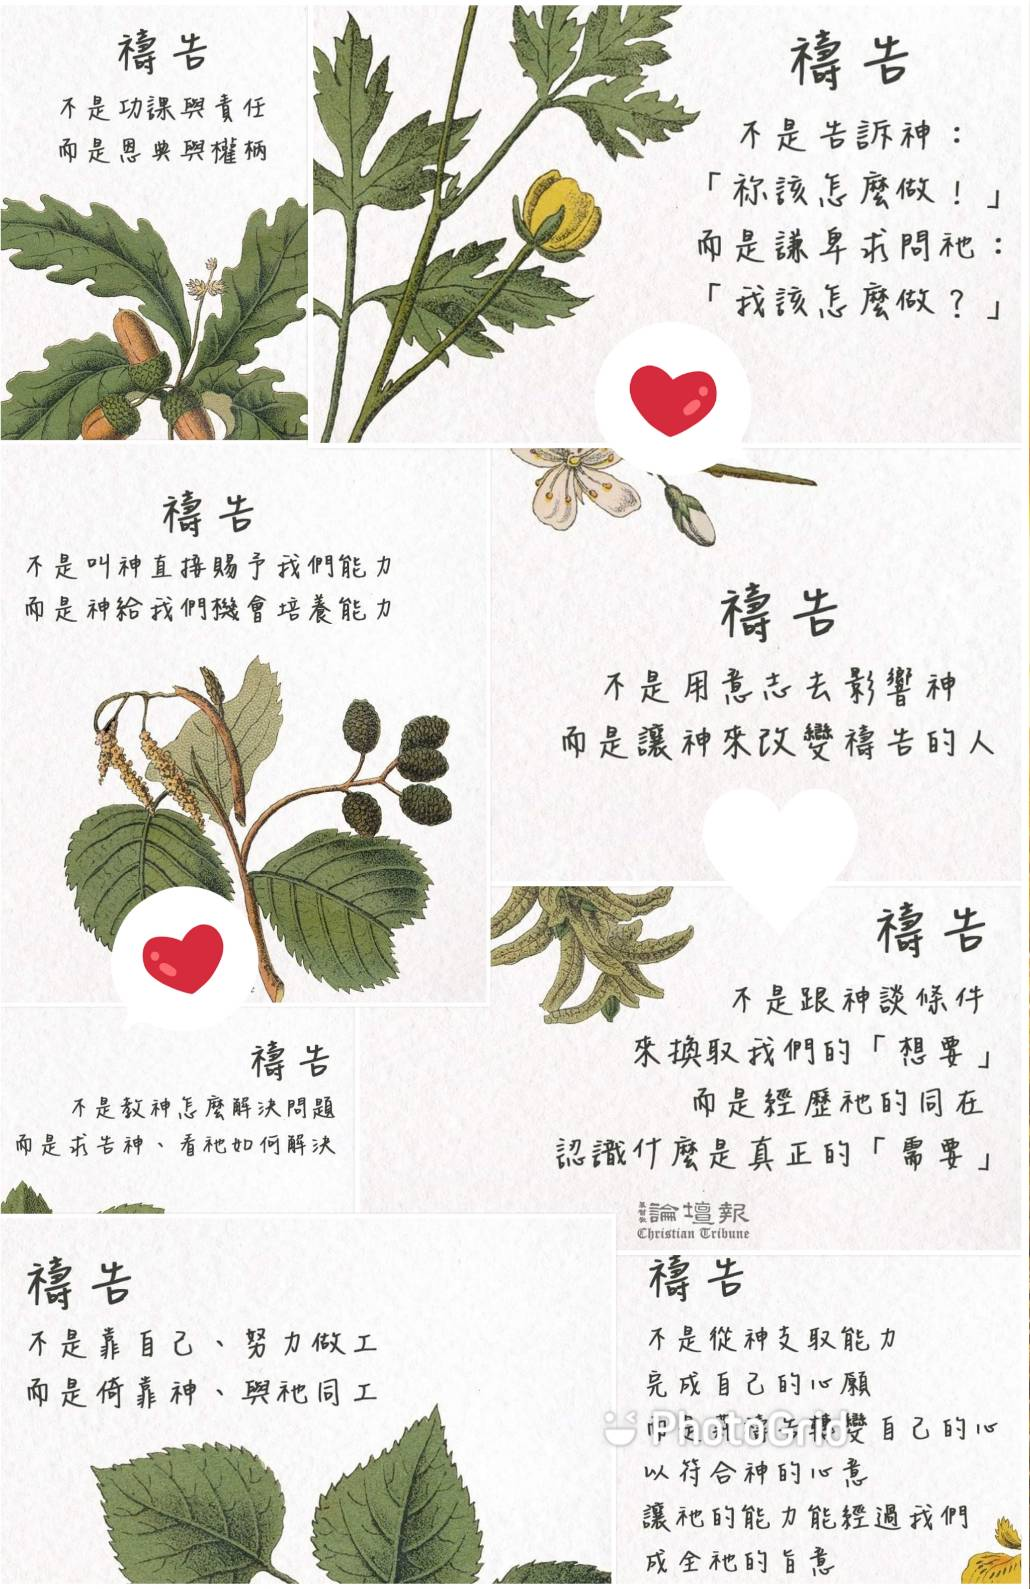 禱告
不是功課與責任
而是恩典與權柄
禱告
不是告訴神：
「祢該怎麼做！」
而是謙卑求問祂：
「我該怎麼做？」
禱告
不是叫神直接賜予我們能力
而是神給我們機會培養能力
禱告
不是用意志去影響神
而是讓神來改變禱告的人
禱告
不是跟神談條件
來換取我們的「想要」
而是經歷祂的同在
認識什麼是真正的「需要」
基督教論壇報
Christian Tribune
禱告
不是教神怎麼解決問題
而是求告神、看祂如何解決
禱告
不是靠自己、努力做工
而是倚靠神、與祂同工
禱告
不是從神支取能力
完成自己的心願
而是藉禱告轉變自己的心
PhotoGrid
以符合神的心意
讓祂的能力能經過我們
成全祂的旨意